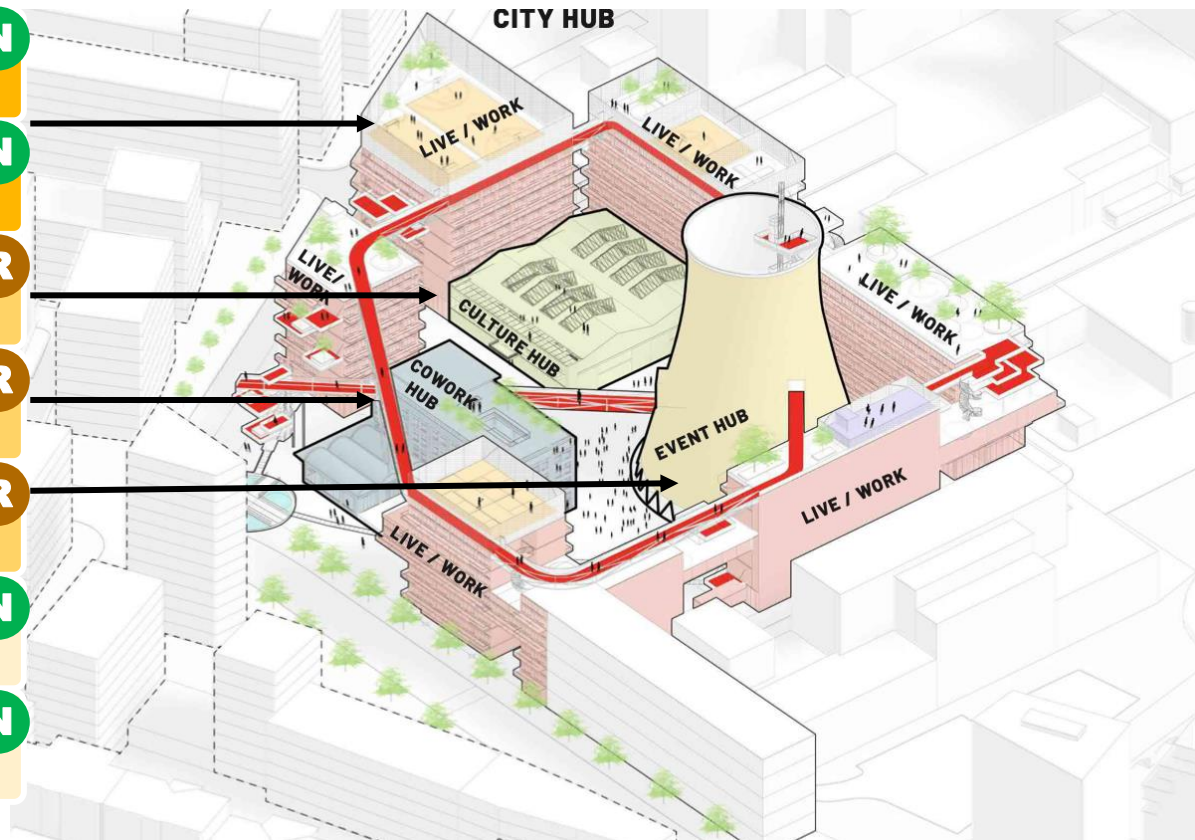 CITY HUB
N
N
R
R
R
N
N
LIVE / WORK
LIVE / WORK
LIVE/
WORK
CULTURE HUB
LIVE / WORK
COWORK
HUB
EVENT HUB
LIVE / WORK
LIVE / WORK